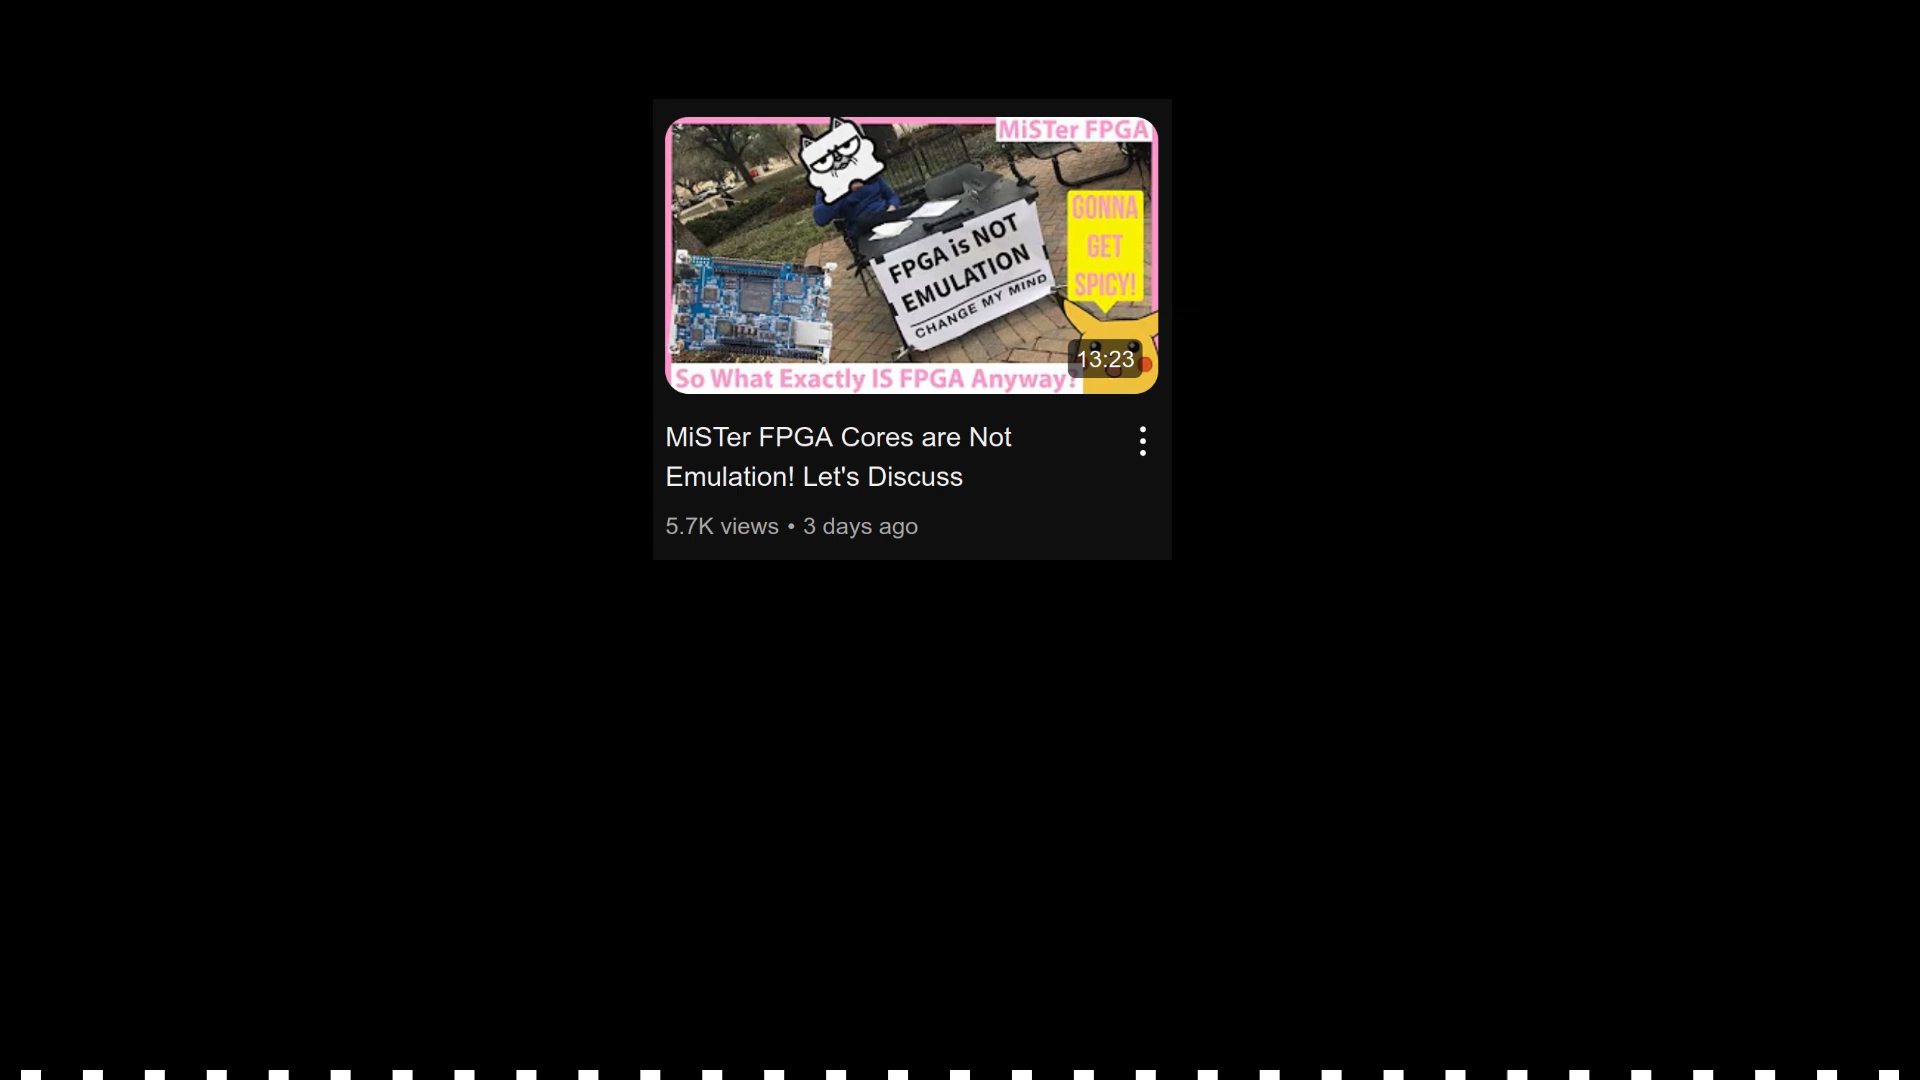 MiSTer FPGA
GONNA
GET
SPICY!
FPGA is NOT
EMULATION
CHANGE MY MIND
13:23
So What Exactly IS FPGA Anyway?
MiSTer FPGA Cores are Not
Emulation! Let's Discuss
5.7K views • 3 days ago